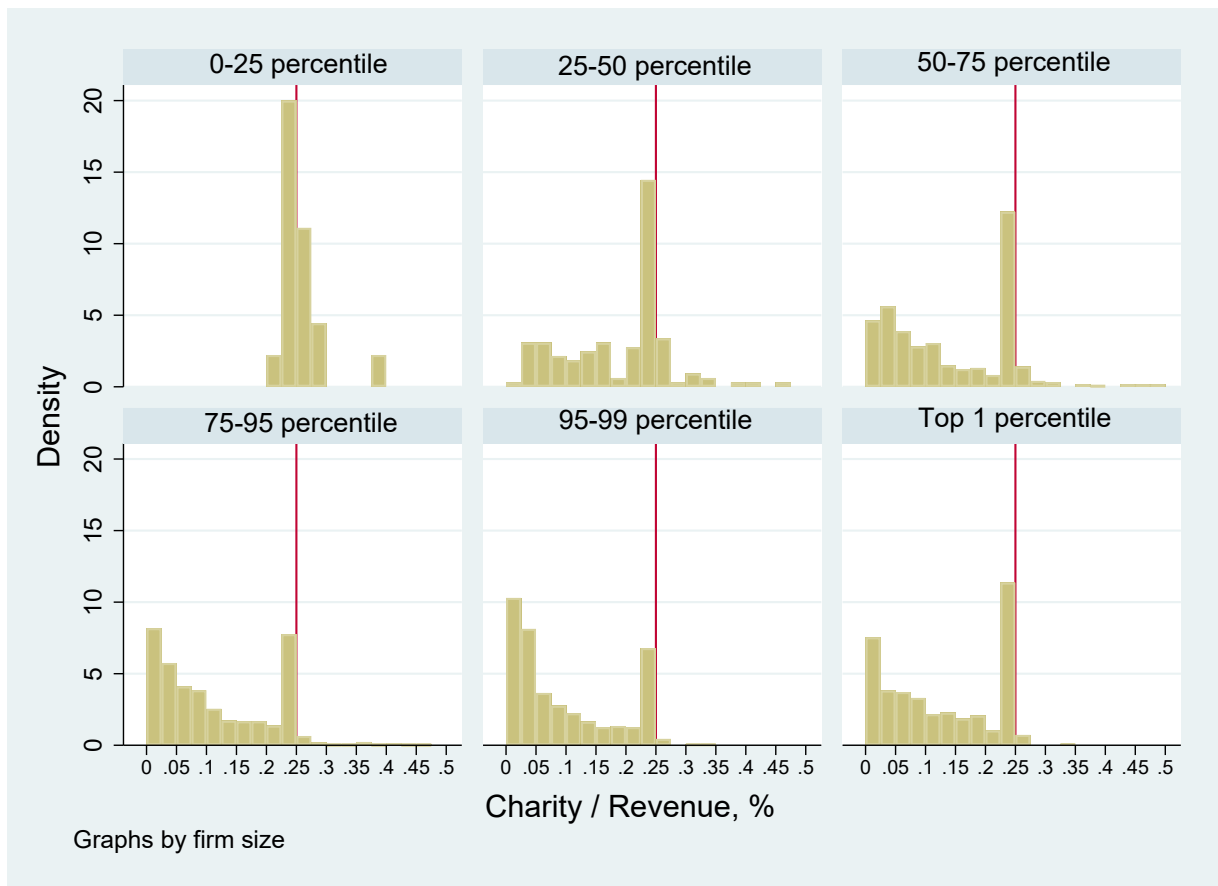 0-25 percentile
25-50 percentile
50-75 percentile
20
15
10
5
0
75-95 percentile
95-99 percentile
Top 1 percentile
20
15
10
5
0
Density
0 .05 .1 .15 .2 .25 .3 .35 .4 .45 .5
0 .05 .1 .15 .2 .25 .3 .35 .4 .45 .5
0 .05 .1 .15 .2 .25 .3 .35 .4 .45 .5
Charity / Revenue, %
Graphs by firm size